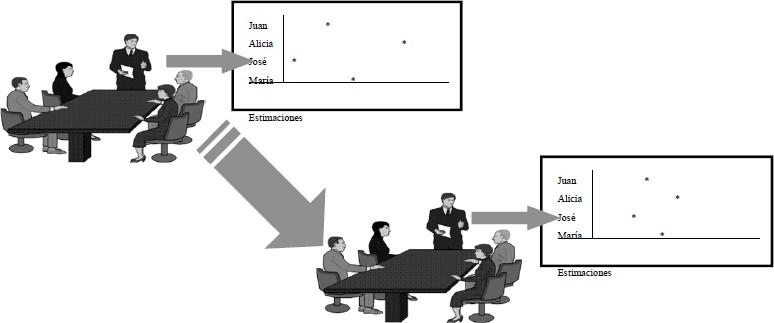 Juan *
Alicia *
José *
María *
Estimaciones
Juan *
Alicia *
José *
María *
Estimaciones